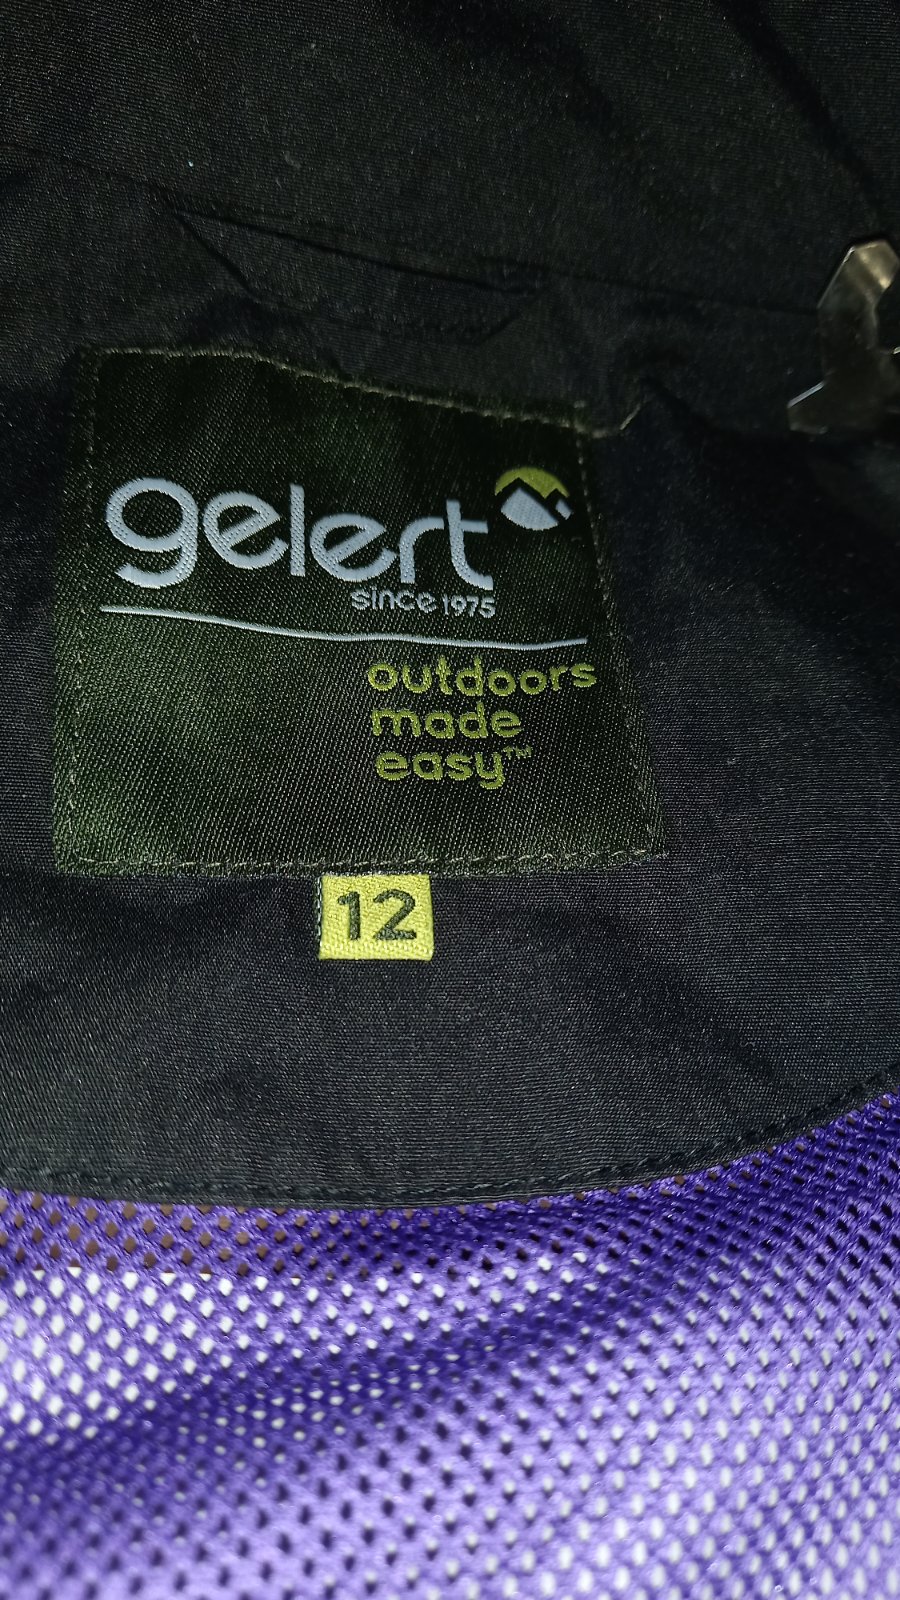 gelert
since 1975
outdoors
made
easy™
12